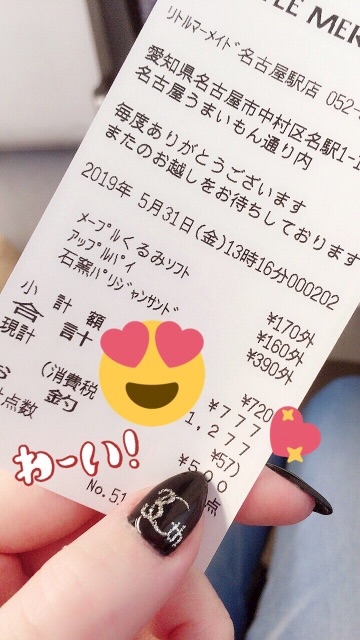 LITTLE MER
リトルマーメイド名古屋駅店 052-
愛知県名古屋市中村区名駅1-1
名古屋うまいもん通り内
毎度ありがとうございます
またのお越しをお待ちしております
2019年 5月31日(金)13時16分000202
メープルくるみソフト ¥170外
アップルパイ ¥160外
石窯パリジャンサンド ¥390外
小 計 額 ¥720
合 計 ¥777
現計 1,277
(消費税 ¥57)
釣 ¥500
点数 点
わーい!
No.51